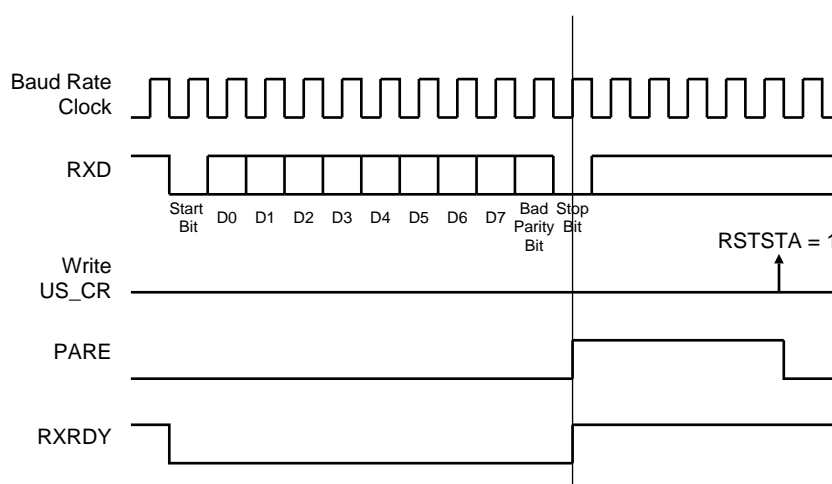 Baud Rate
Clock
RXD
Start
Bit
D0
D1
D2
D3
D4
D5
D6
D7
Bad
Parity
Bit
Stop
Bit
RSTSTA = 1
Write
US_CR
PARE
RXRDY